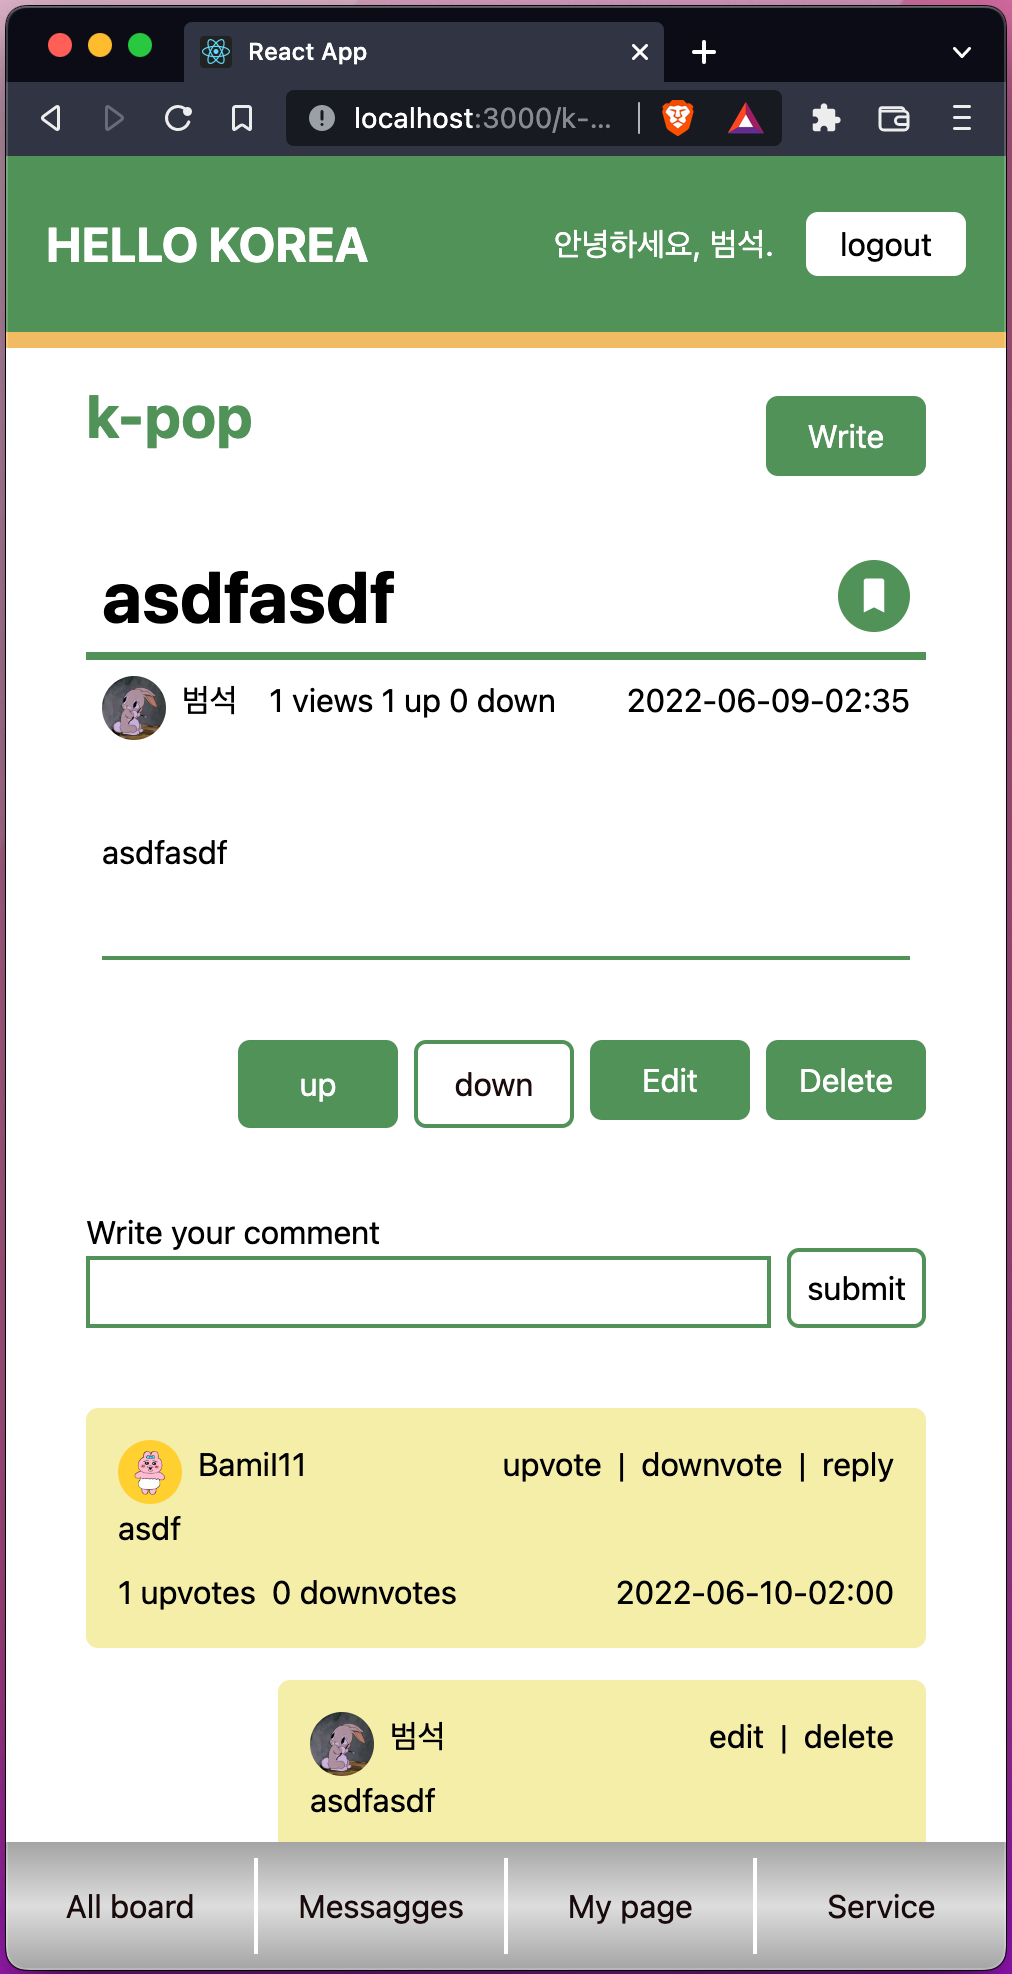 React App
localhost:3000/k-...
HELLO KOREA 안녕하세요, 범석. logout
k-pop Write
asdfasdf
범석 1 views 1 up 0 down 2022-06-09-02:35
asdfasdf
up down Edit Delete
Write your comment
submit
Bamil11 upvote | downvote | reply
asdf
1 upvotes 0 downvotes 2022-06-10-02:00
범석 edit | delete
asdfasdf
All board Messagges My page Service